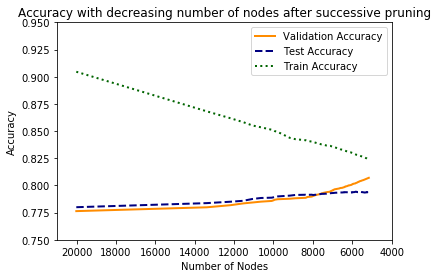 Accuracy with decreasing number of nodes after successive pruning
0.950
0.925
0.900
0.875
0.850
0.825
0.800
0.775
0.750
Accuracy
Validation Accuracy
Test Accuracy
Train Accuracy
20000 18000 16000 14000 12000 10000 8000 6000 4000
Number of Nodes